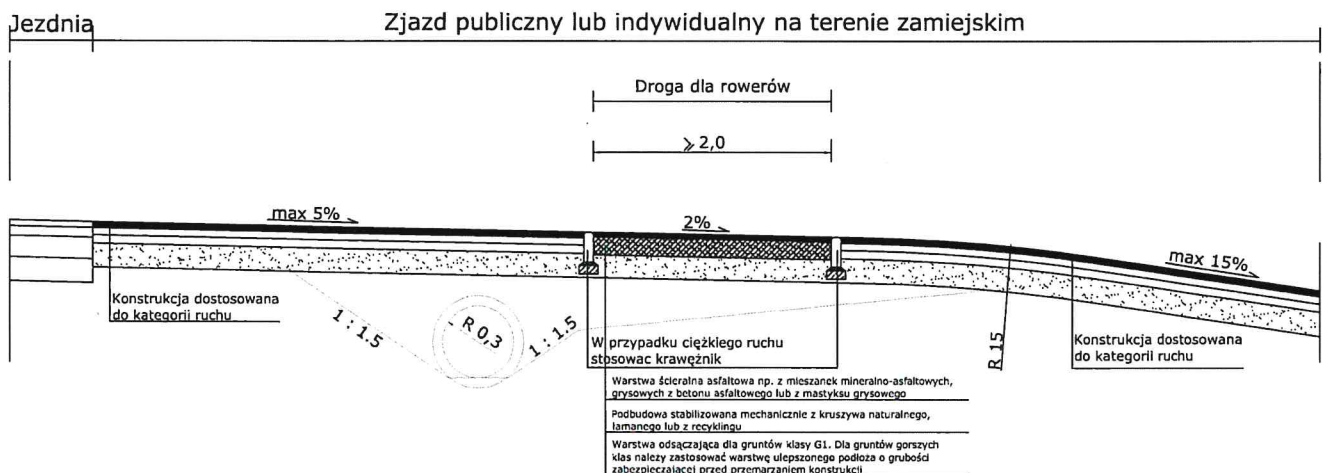 Jezdnia
Zjazd publiczny lub indywidualny na terenie zamiejskim
Droga dla rowerów
⩾ 2,0
max 5%
2%
max 15%
Konstrukcja dostosowana
do kategorii ruchu
1 : 1.5
R 0,3
1 : 1.5
W przypadku ciężkiego ruchu
stosowac krawężnik
R 15
Konstrukcja dostosowana
do kategorii ruchu
Warstwa ścieralna asfaltowa np. z mieszanek mineralno-asfaltowych,
grysowych z betonu asfaltowego lub z mastyksu grysowego
Podbudowa stabilizowana mechanicznie z kruszywa naturalnego,
łamanego lub z recyklingu
Warstwa odsączająca dla gruntów klasy G1. Dla gruntów gorszych
klas należy zastosować warstwę ulepszonego podłoża o grubości
zabezpieczającej przed przemarzaniem konstrukcji